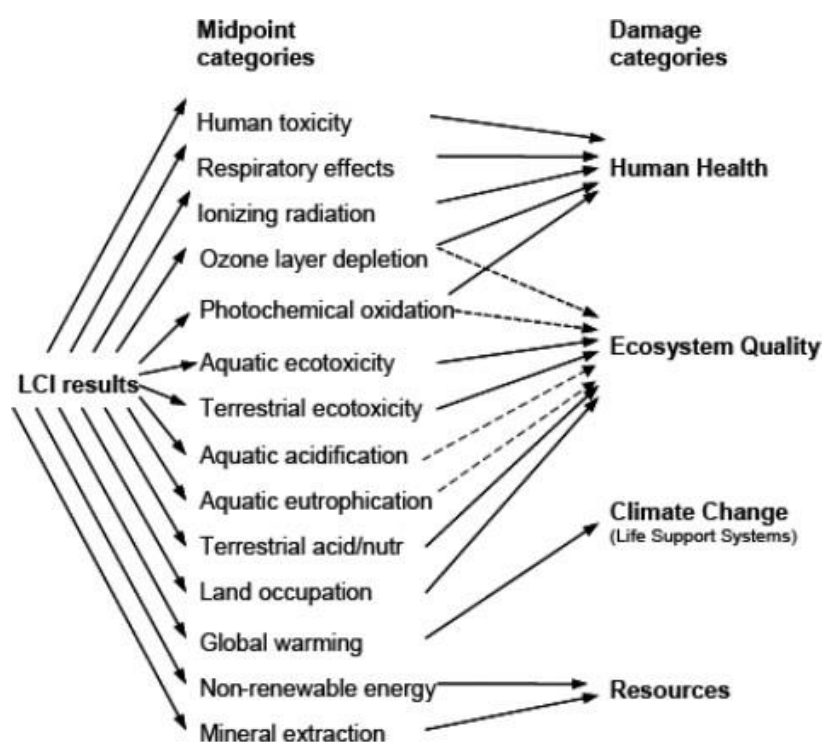 Midpoint
categories
Human toxicity
Respiratory effects
Ionizing radiation
Ozone layer depletion
Photochemical oxidation
Aquatic ecotoxicity
Terrestrial ecotoxicity
Aquatic acidification
Aquatic eutrophication
Terrestrial acid/nutr
Land occupation
Global warming
Non-renewable energy
Mineral extraction
LCI results
Damage
categories
Human Health
Ecosystem Quality
Climate Change
(Life Support Systems)
Resources